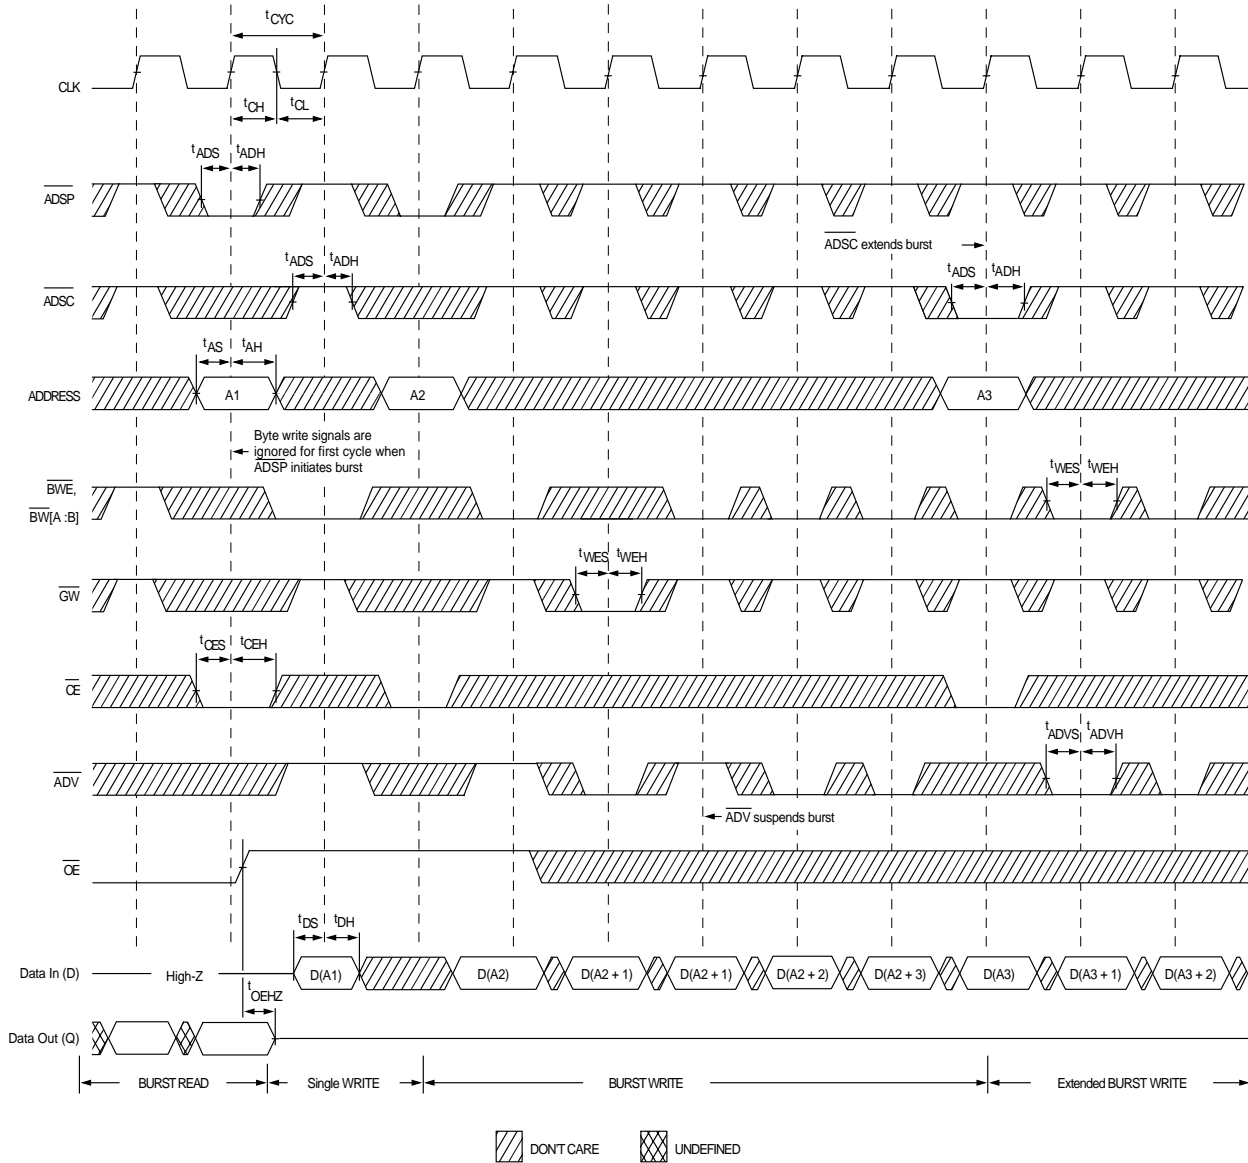 tCYC
CLK
tCH
tCL
tADS
tADH
ADSP
ADSC extends burst
tADS
tADH
tADS
tADH
ADSC
tAS
tAH
ADDRESS
A1
A2
A3
Byte write signals are
ignored for first cycle when
ADSP initiates burst
tWES
tWEH
BWE,
BW[A :B]
tWES
tWEH
GW
tCES
tCEH
CE
tADVS
tADVH
ADV
ADV suspends burst
OE
tDS
tDH
Data In (D)
High-Z
D(A1)
D(A2)
D(A2 + 1)
D(A2 + 1)
D(A2 + 2)
D(A2 + 3)
D(A3)
D(A3 + 1)
D(A3 + 2)
tOEHZ
Data Out (Q)
BURST READ
Single WRITE
BURST WRITE
Extended BURST WRITE
DON'T CARE
UNDEFINED